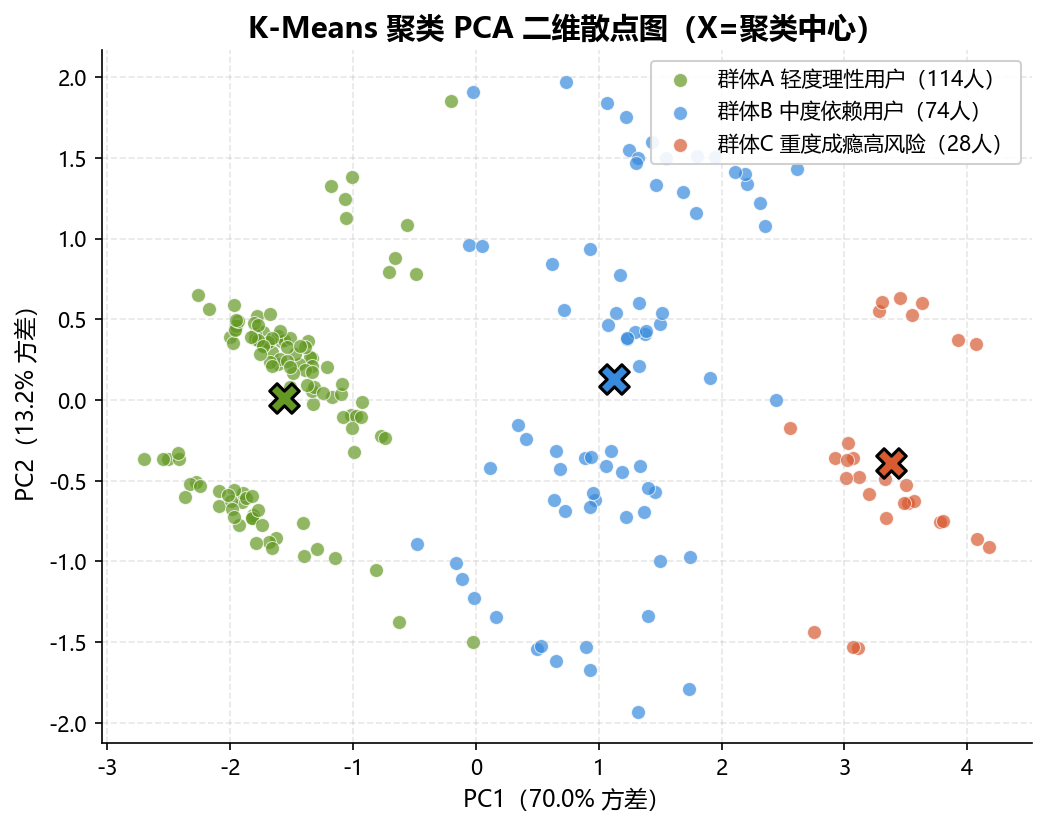 K-Means 聚类 PCA 二维散点图（X=聚类中心）
群体A 轻度理性用户（114人）
群体B 中度依赖用户（74人）
群体C 重度成瘾高风险（28人）
2.0
1.5
1.0
0.5
0.0
-0.5
-1.0
-1.5
-2.0
PC2（13.2% 方差）
-3 -2 -1 0 1 2 3 4
PC1（70.0% 方差）